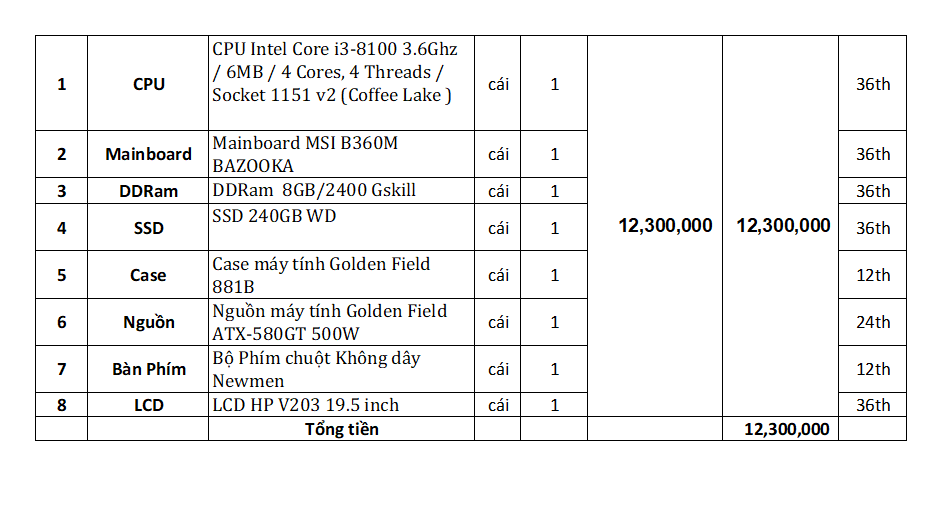 1 CPU CPU Intel Core i3-8100 3.6Ghz
/ 6MB / 4 Cores, 4 Threads /
Socket 1151 v2 (Coffee Lake ) cái 1 36th
2 Mainboard Mainboard MSI B360M
BAZOOKA cái 1 36th
3 DDRam DDRam 8GB/2400 Gskill cái 1 36th
4 SSD SSD 240GB WD cái 1 12,300,000 12,300,000 36th
5 Case Case máy tính Golden Field
881B cái 1 12th
6 Nguồn Nguồn máy tính Golden Field
ATX-580GT 500W cái 1 24th
7 Bàn Phím Bộ Phím chuột Không dây
Newmen cái 1 12th
8 LCD LCD HP V203 19.5 inch cái 1 36th
Tổng tiền 12,300,000